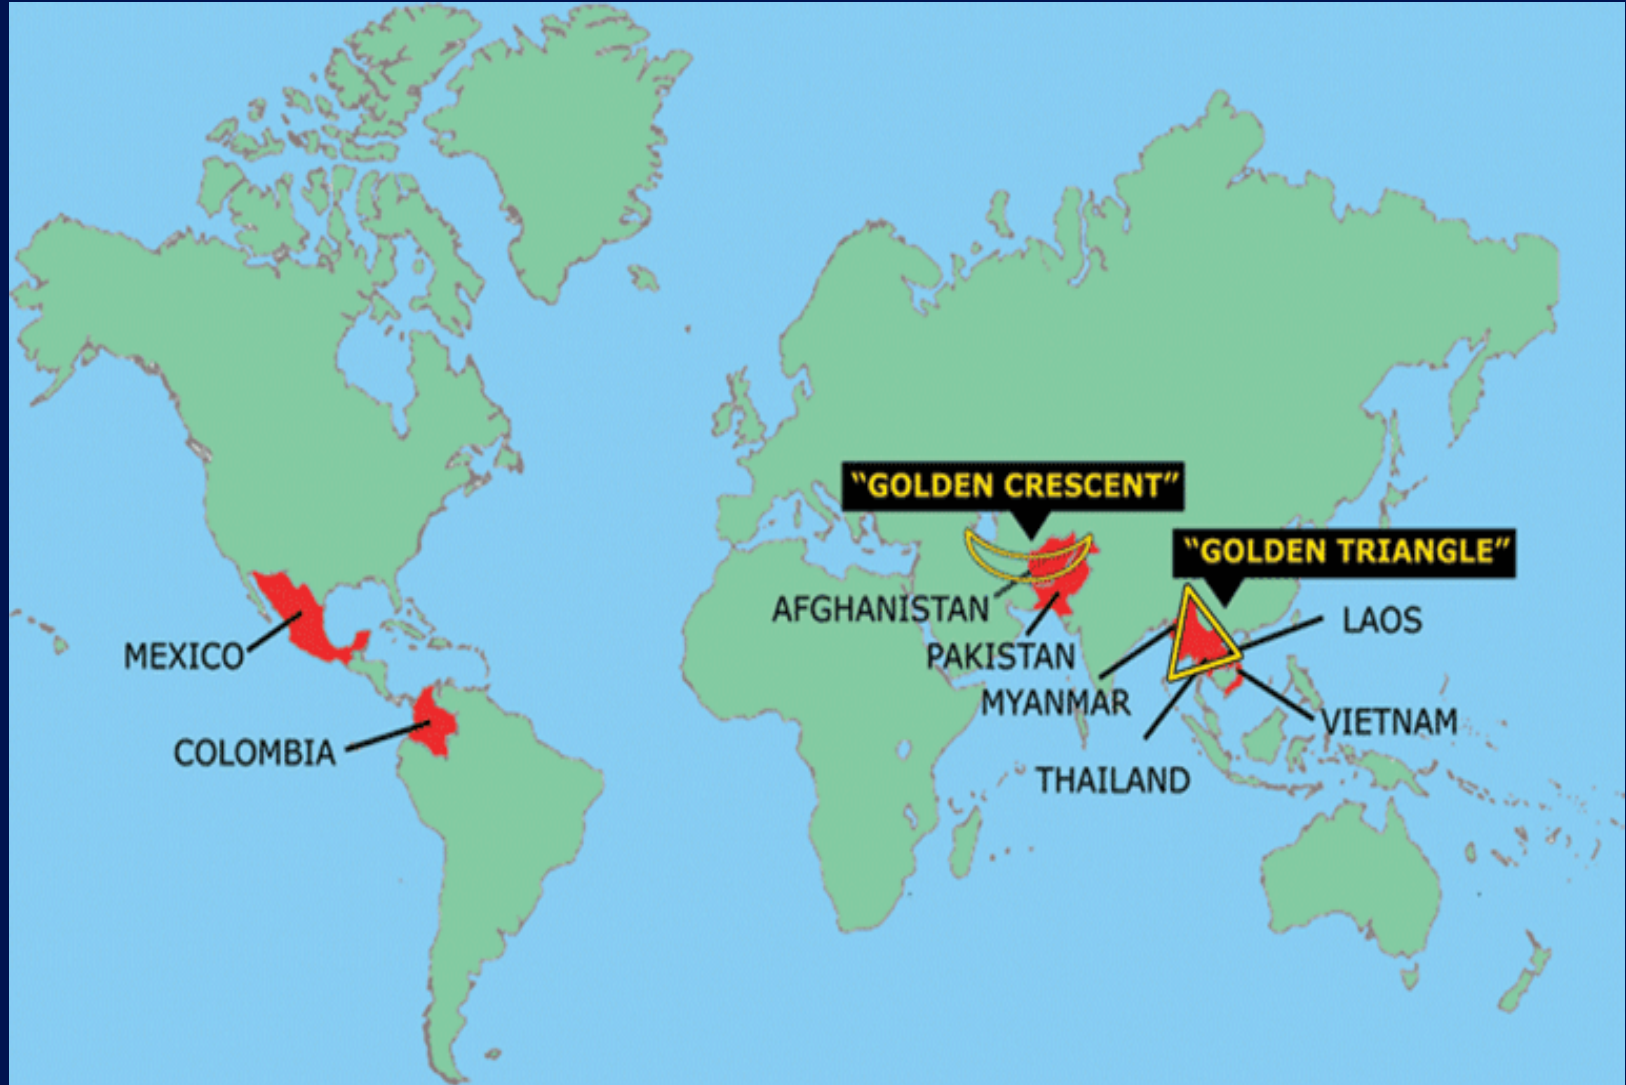 “GOLDEN CRESCENT”
“GOLDEN TRIANGLE”
AFGHANISTAN
LAOS
MEXICO
PAKISTAN
MYANMAR
VIETNAM
COLOMBIA
THAILAND